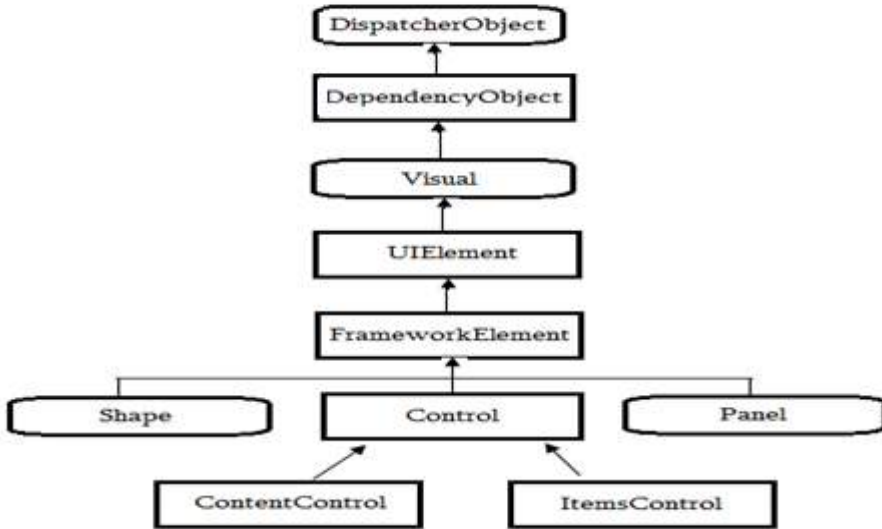 DispatcherObject
DependencyObject
Visual
UIElement
FrameworkElement
Shape
Control
Panel
ContentControl
ItemsControl